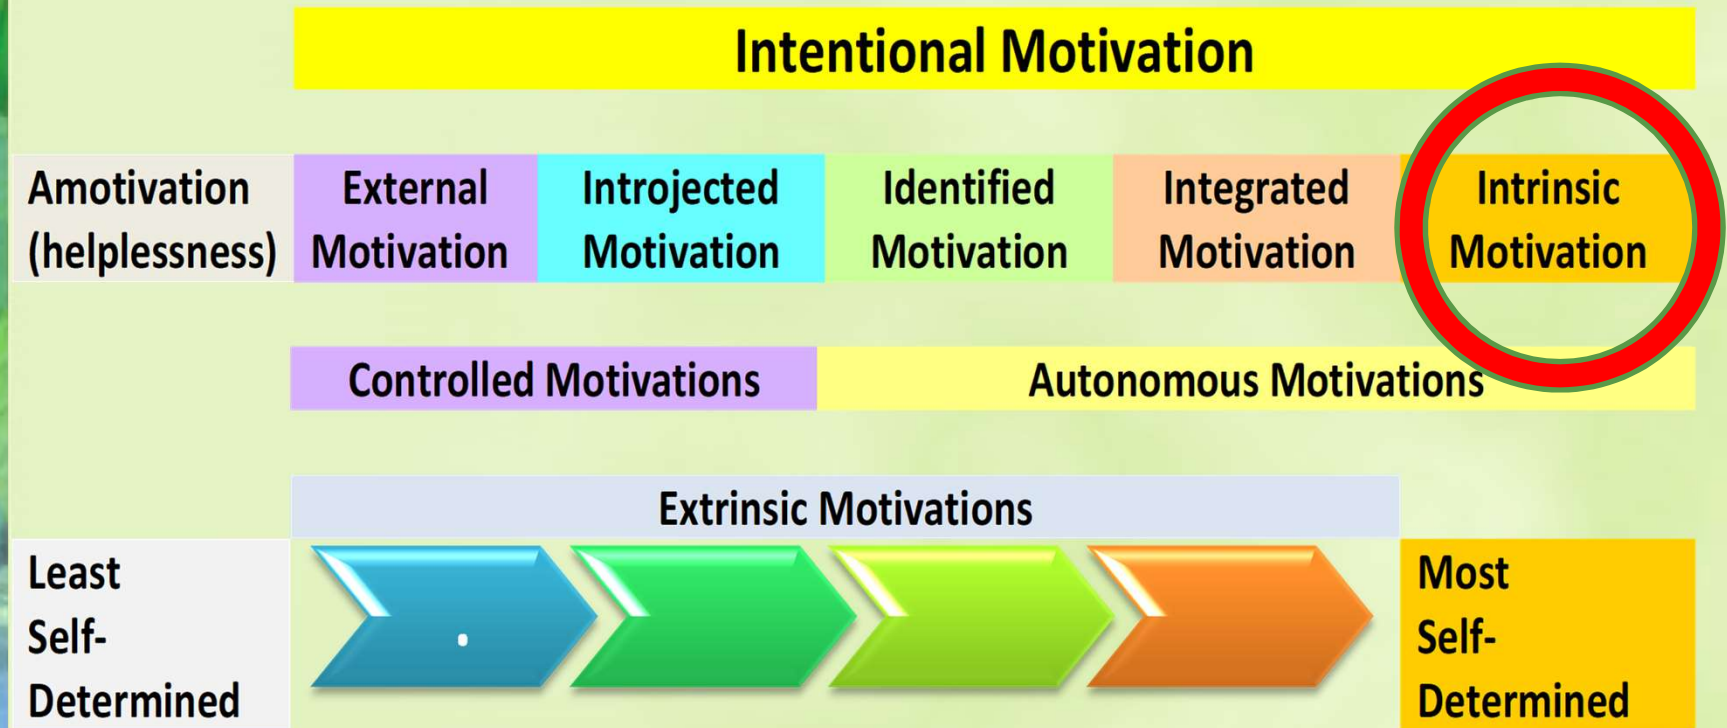 Intentional Motivation
Amotivation
(helplessness)
External
Motivation
Introjected
Motivation
Identified
Motivation
Integrated
Motivation
Intrinsic
Motivation
Controlled Motivations
Autonomous Motivations
Extrinsic Motivations
Least
Self-
Determined
.
Most
Self-
Determined